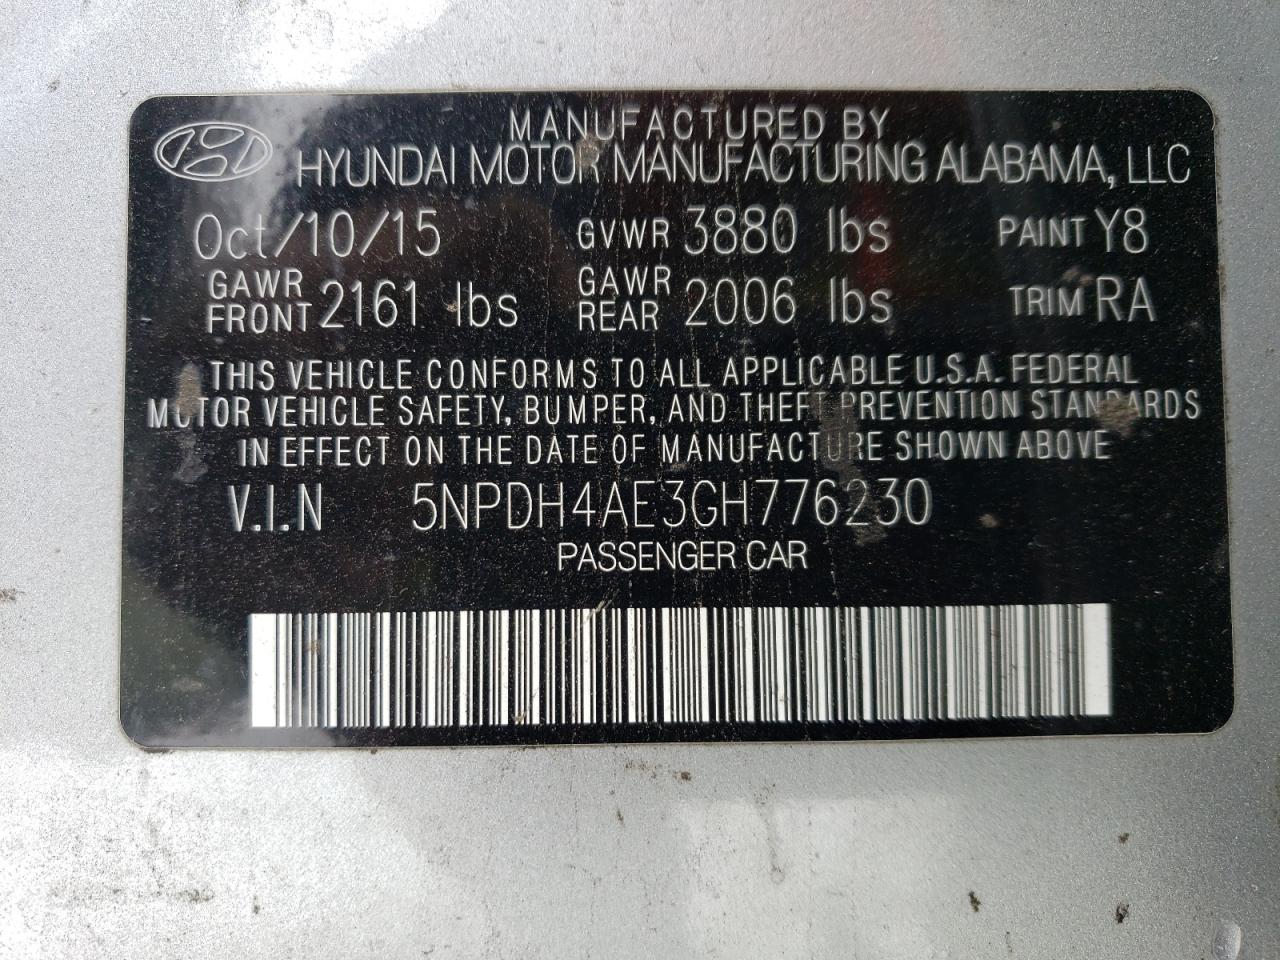 MANUFACTURED BY
HYUNDAI MOTOR MANUFACTURING ALABAMA, LLC
Oct/10/15 GVWR 3880 lbs PAINT Y8
GAWR FRONT 2161 lbs GAWR REAR 2006 lbs TRIM RA
THIS VEHICLE CONFORMS TO ALL APPLICABLE U.S.A. FEDERAL
MOTOR VEHICLE SAFETY, BUMPER, AND THEFT PREVENTION STANDARDS
IN EFFECT ON THE DATE OF MANUFACTURE SHOWN ABOVE
V.I.N 5NPDH4AE3GH776230
PASSENGER CAR